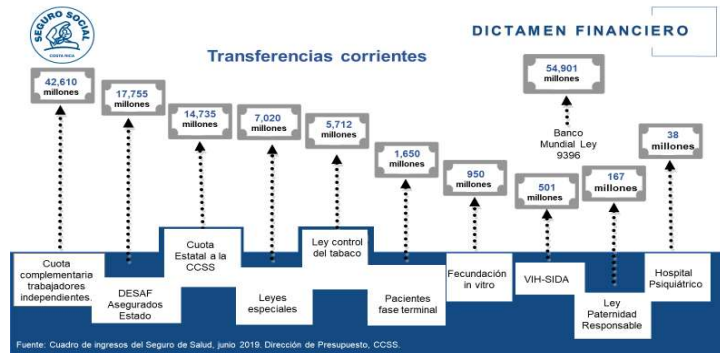 SEGURO SOCIAL
COSTA RICA
DICTAMEN FINANCIERO
Transferencias corrientes
42,610
millones
17,755
millones
14,735
millones
7,020
millones
5,712
millones
1,650
millones
950
millones
501
millones
54,901
millones
Banco
Mundial Ley
9396
167
millones
38
millones
Cuota
complementaria
trabajadores
independientes.
DESAF
Asegurados
Estado
Cuota
Estatal a la
CCSS
Leyes
especiales
Ley control
del tabaco
Pacientes
fase terminal
Fecundación
in vitro
VIH-SIDA
Ley
Paternidad
Responsable
Hospital
Psiquiátrico
Fuente: Cuadro de ingresos del Seguro de Salud, junio 2019. Dirección de Presupuesto, CCSS.